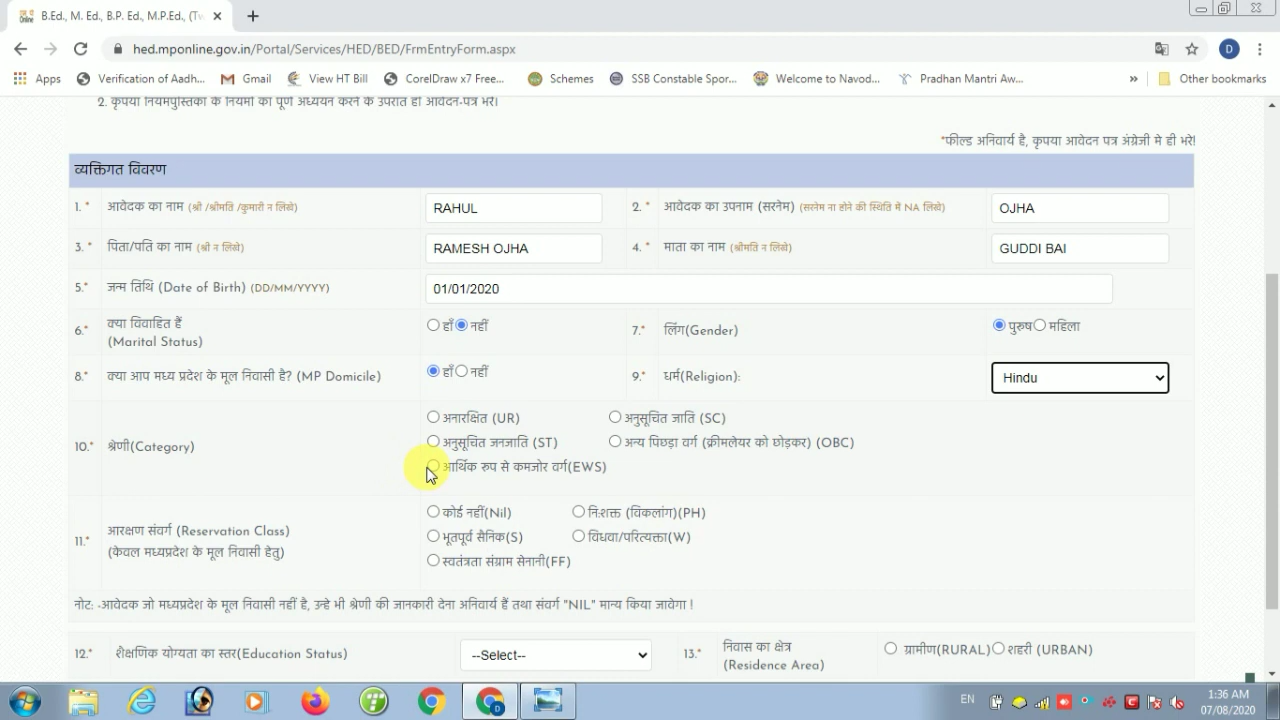 B.Ed., M. Ed., B.P. Ed., M.P.Ed., (Tw
hed.mponline.gov.in/Portal/Services/HED/BED/FrmEntryForm.aspx
D
Apps Verification of Aadh... Gmail View HT Bill CorelDraw x7 Free... Schemes SSB Constable Spor... Welcome to Navod... Pradhan Mantri Aw... » Other bookmarks
2. कृपया नियमपुस्तिका के नियमों का पूर्ण अध्ययन करने के उपरांत ही आवेदन-पत्र भरें।
*फील्ड अनिवार्य है, कृपया आवेदन पत्र अंग्रेजी मे ही भरे!
व्यक्तिगत विवरण
1. * आवेदक का नाम (श्री /श्रीमति /कुमारी न लिखे) RAHUL 2. * आवेदक का उपनाम (सरनेम) (सरनेम ना होने की स्थिति में NA लिखे) OJHA
3. * पिता/पति का नाम (श्री न लिखे) RAMESH OJHA 4. * माता का नाम (श्रीमति न लिखे) GUDDI BAI
5.* जन्म तिथि (Date of Birth) (DD/MM/YYYY) 01/01/2020
6.* क्या विवाहित हैं (Marital Status) हाँ नहीं 7.* लिंग(Gender) पुरुष महिला
8.* क्या आप मध्य प्रदेश के मूल निवासी है? (MP Domicile) हाँ नहीं 9.* धर्म(Religion): Hindu
10.* श्रेणी(Category) अनारक्षित (UR) अनुसूचित जाति (SC)
अनुसूचित जनजाति (ST) अन्य पिछड़ा वर्ग (क्रीमलेयर को छोड़कर) (OBC)
आर्थिक रुप से कमजोर वर्ग(EWS)
11.* आरक्षण संवर्ग (Reservation Class)
(केवल मध्यप्रदेश के मूल निवासी हेतु)
कोई नहीं(Nil) नि:शक्त (विकलांग)(PH)
भूतपूर्व सैनिक(S) विधवा/परित्यक्ता(W)
स्वतंत्रता संग्राम सेनानी(FF)
नोट: -आवेदक जो मध्यप्रदेश के मूल निवासी नहीं है, उन्हे भी श्रेणी की जानकारी देना अनिवार्य हैं तथा संवर्ग "NIL" मान्य किया जावेगा !
12.* शैक्षणिक योग्यता का स्तर(Education Status) --Select-- 13.* निवास का क्षेत्र (Residence Area) ग्रामीण(RURAL) शहरी (URBAN)
EN 1:36 AM
07/08/2020